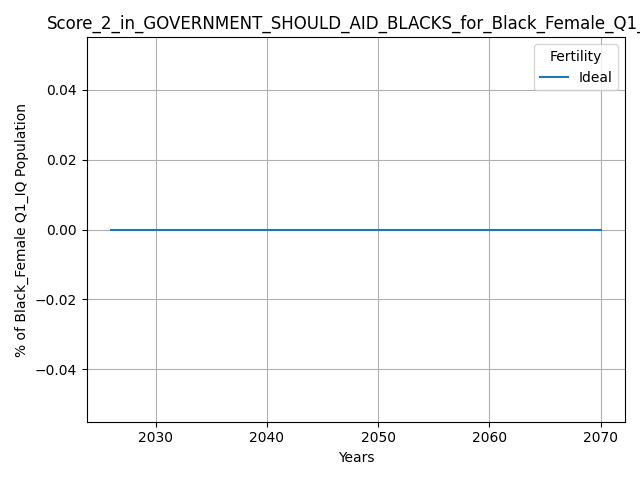 Score_2_in_GOVERNMENT_SHOULD_AID_BLACKS_for_Black_Female_Q1_
Fertility
Ideal
0.04
0.02
0.00
−0.02
−0.04
% of Black_Female Q1_IQ Population
2030
2040
2050
2060
2070
Years